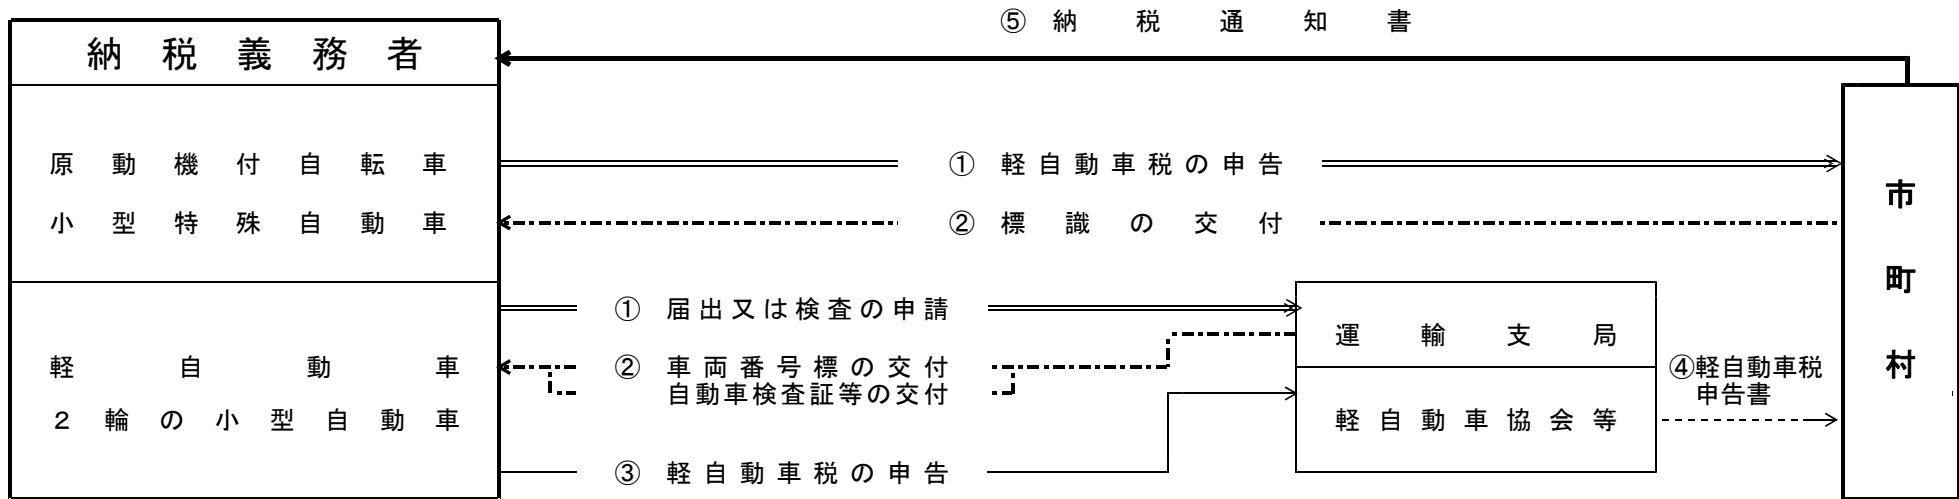 ⑤ 納税通知書
納税義務者
原動機付自転車
① 軽自動車税の申告
小型特殊自動車
② 標識の交付
市町村
① 届出又は検査の申請
運輸支局
軽自動車
② 車両番号標の交付
自動車検査証等の交付
④軽自動車税
申告書
2輪の小型自動車
軽自動車協会等
③ 軽自動車税の申告